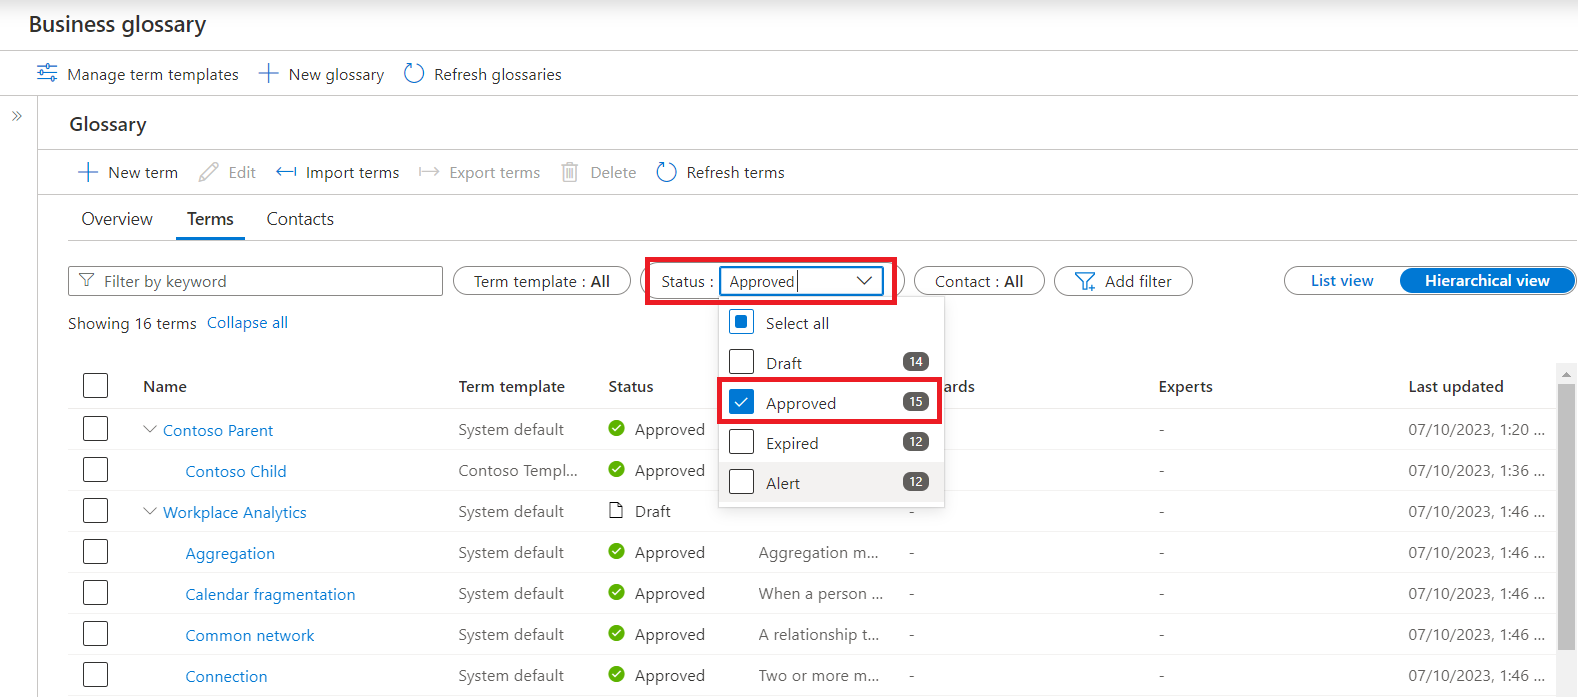 Business glossary
Manage term templates New glossary Refresh glossaries
Glossary
New term Edit Import terms Export terms Delete Refresh terms
Overview Terms Contacts
Filter by keyword Term template : All Status : Approved Contact : All Add filter List view Hierarchical view
Showing 16 terms Collapse all
Select all
Draft 14
Approved 15
Expired 12
Alert 12
Name Term template Status ards Experts Last updated
Contoso Parent System default Approved - 07/10/2023, 1:20 ...
Contoso Child Contoso Templ... Approved - 07/10/2023, 1:36 ...
Workplace Analytics System default Draft - - 07/10/2023, 1:46 ...
Aggregation System default Approved Aggregation m... - - 07/10/2023, 1:46 ...
Calendar fragmentation System default Approved When a person ... - - 07/10/2023, 1:46 ...
Common network System default Approved A relationship t... - - 07/10/2023, 1:46 ...
Connection System default Approved Two or more m... - - 07/10/2023, 1:46 ...